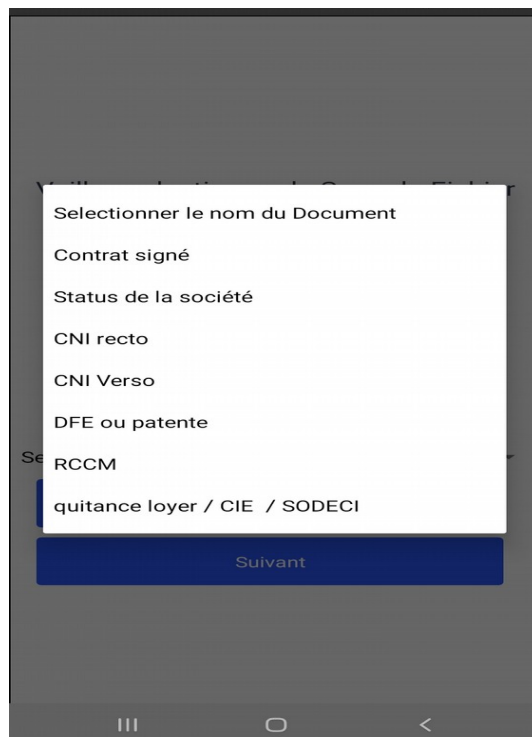 Selectionner le nom du Document
Contrat signé
Status de la société
CNI recto
CNI Verso
DFE ou patente
Se
RCCM
quitance loyer / CIE / SODECI
Suivant